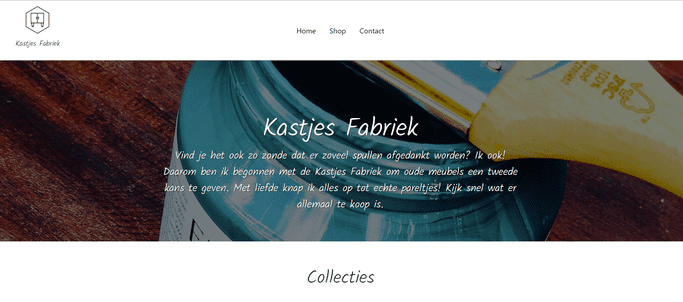 Kastjes Fabriek
Home Shop Contact
Kastjes Fabriek
Vind je het ook zo zonde dat er zoveel spullen afgedankt worden? Ik ook!
Daarom ben ik begonnen met de Kastjes Fabriek om oude meubels een tweede
kans te geven. Met liefde knap ik alles op tot echte pareltjes! Kijk snel wat er
allemaal te koop is.
Collecties